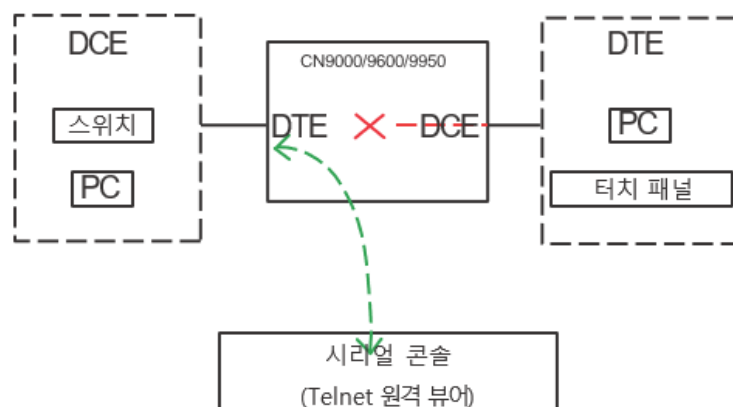 DCE
스위치
PC
CN9000/9600/9950
DTE
DCE
DTE
PC
터치 패널
시리얼 콘솔
(Telnet 원격 뷰어)